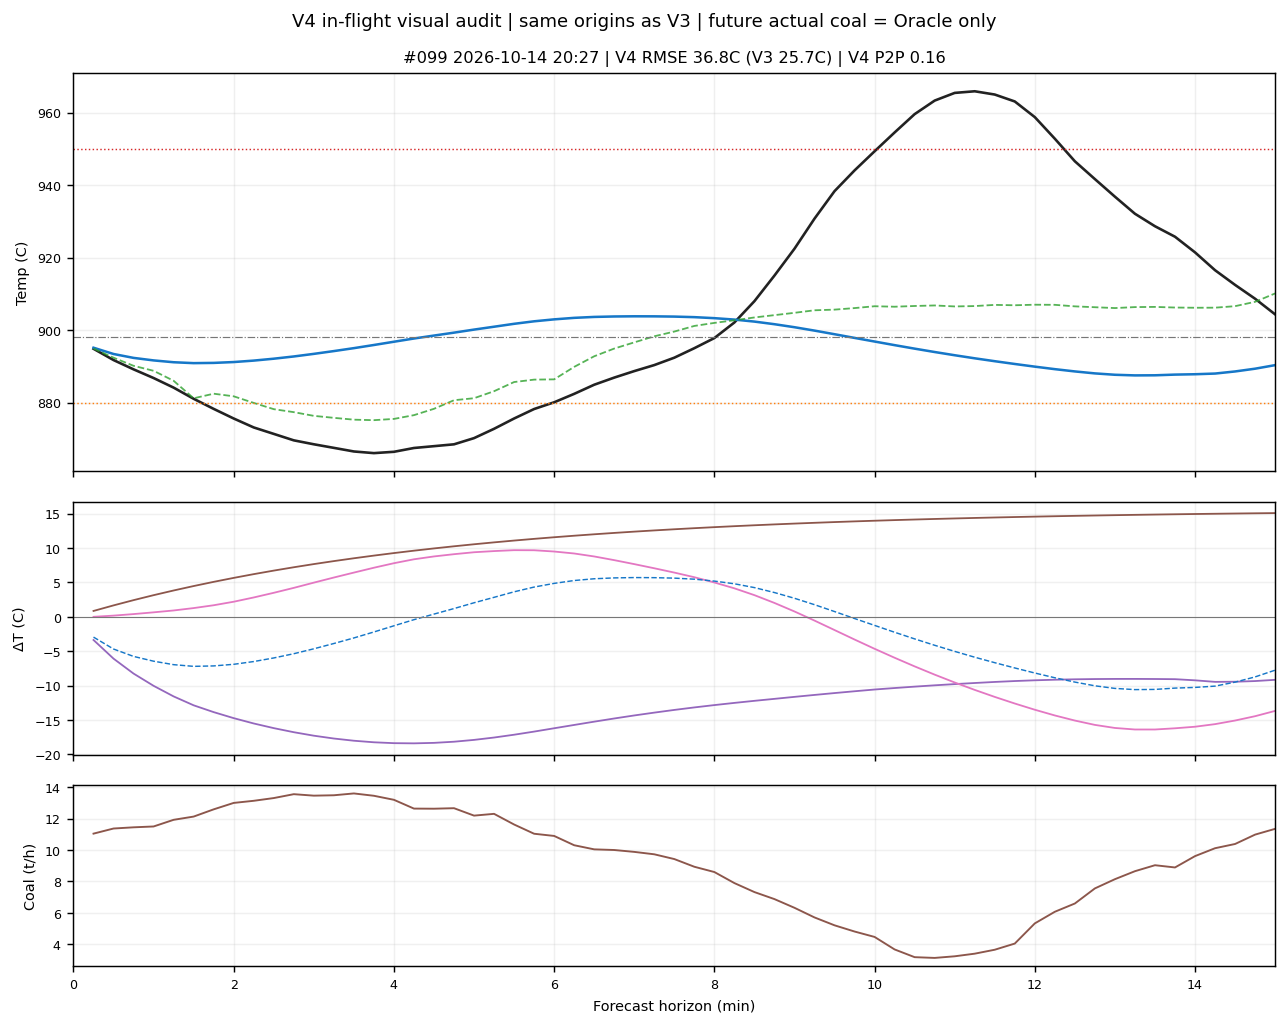 V4 in-flight visual audit | same origins as V3 | future actual coal = Oracle only
#099 2026-10-14 20:27 | V4 RMSE 36.8C (V3 25.7C) | V4 P2P 0.16
960
940
920
900
880
Temp (C)
15
10
5
0
−5
−10
−15
−20
ΔT (C)
14
12
10
8
6
4
Coal (t/h)
0 2 4 6 8 10 12 14
Forecast horizon (min)